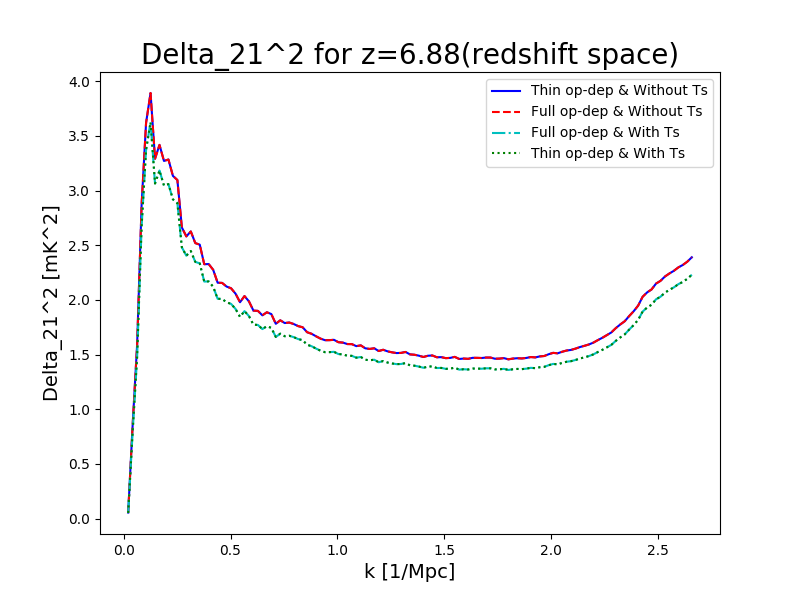 Delta_21^2 for z=6.88(redshift space)
Thin op-dep & Without Ts
Full op-dep & Without Ts
Full op-dep & With Ts
Thin op-dep & With Ts
Delta_21^2 [mK^2]
4.0
3.5
3.0
2.5
2.0
1.5
1.0
0.5
0.0
0.0 0.5 1.0 1.5 2.0 2.5
k [1/Mpc]